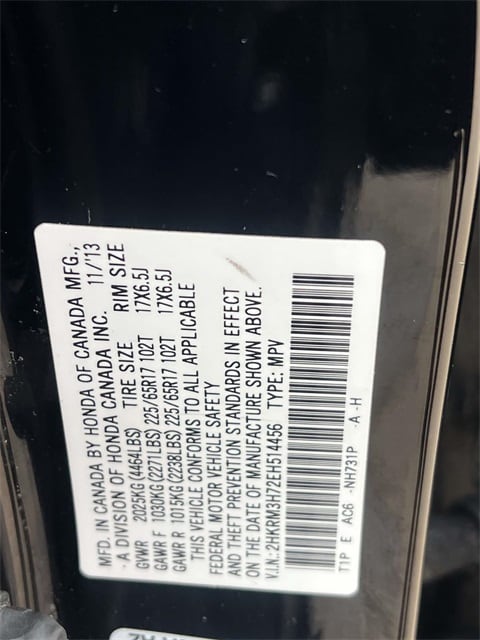 MFD. IN CANADA BY HONDA OF CANADA MFG.,
A DIVISION OF HONDA CANADA INC. 11/13
GVWR 2025KG(4464LBS) TIRE SIZE RIM SIZE
GAWR F 1030KG(2271LBS) 225/65R17 102T 17X6.5J
GAWR R 1015KG(2238LBS) 225/65R17 102T 17X6.5J
THIS VEHICLE CONFORMS TO ALL APPLICABLE
FEDERAL MOTOR VEHICLE SAFETY
AND THEFT PREVENTION STANDARDS IN EFFECT
ON THE DATE OF MANUFACTURE SHOWN ABOVE.
V.I.N.:2HKRM3H72EH514456 TYPE: MPV
T1P E AC6 -NH731P -A -H